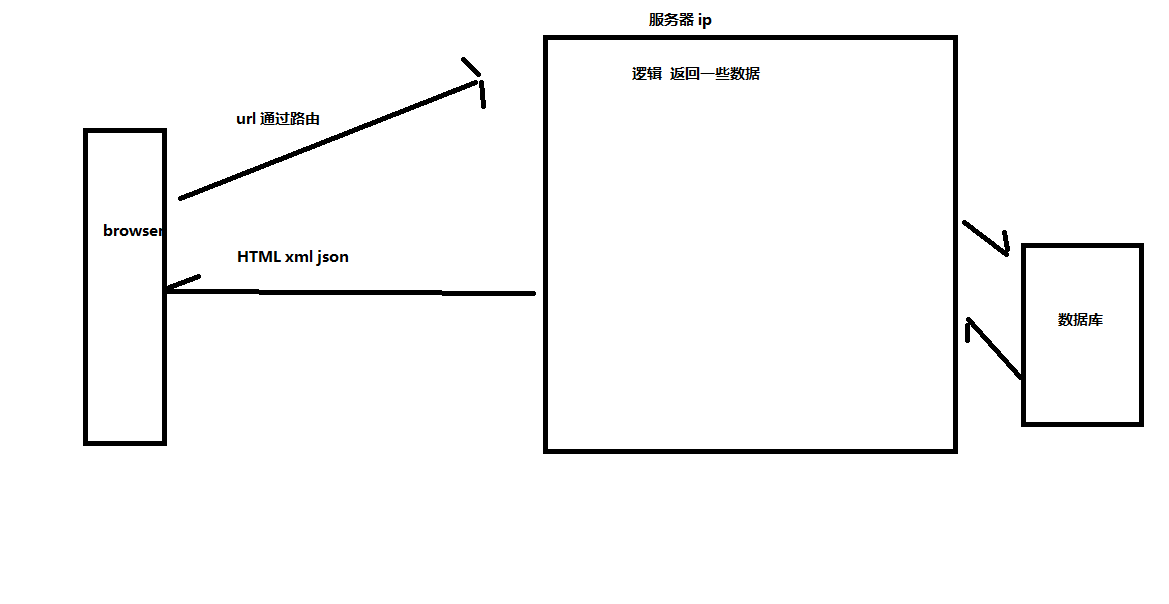 服务器 ip
逻辑 返回一些数据
url 通过路由
browser
HTML xml json
数据库